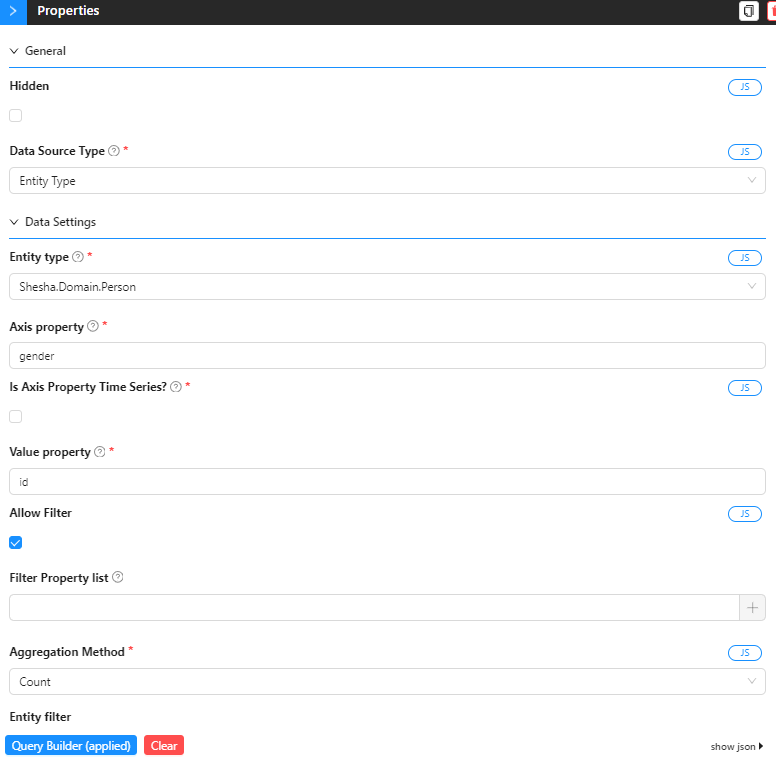 Properties
General
Hidden
JS
Data Source Type ? *
JS
Entity Type
Data Settings
Entity type ? *
JS
Shesha.Domain.Person
Axis property ? *
gender
Is Axis Property Time Series? ? *
JS
Value property ? *
id
Allow Filter
JS
Filter Property list ?
Aggregation Method *
JS
Count
Entity filter
Query Builder (applied) Clear show json